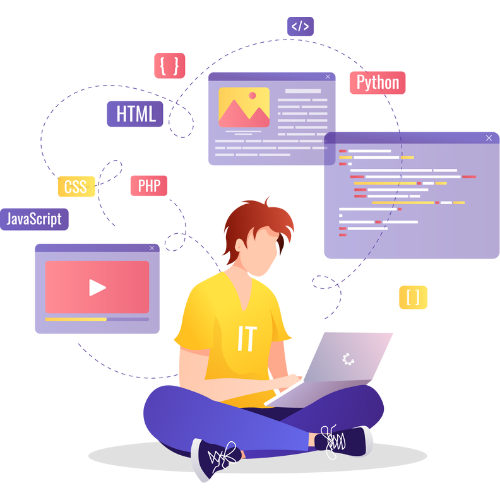 </>
{ }
Python
HTML
CSS
PHP
JavaScript
[ ]
IT